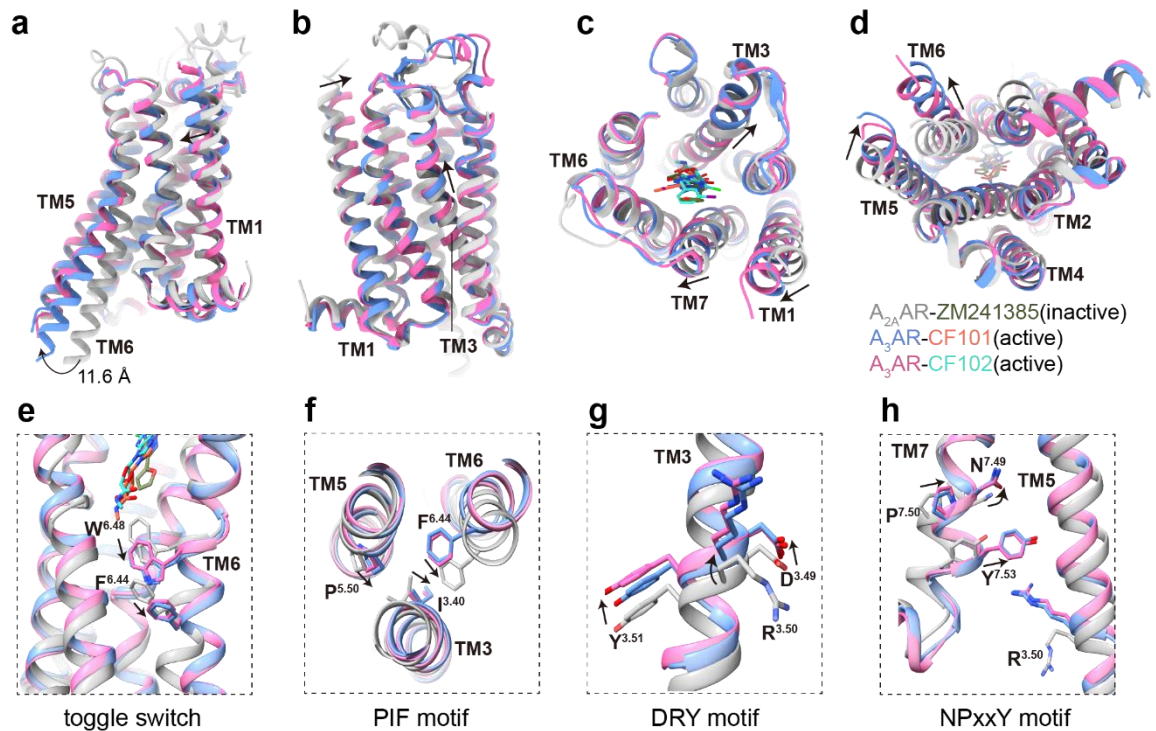 a
TM5
TM1
TM6
11.6 Å
b
TM1
TM3
c
TM3
TM6
TM7
TM1
d
TM6
TM5
TM2
TM4
A2AAR-ZM241385(inactive)
A3AR-CF101(active)
A3AR-CF102(active)
e
W6.48
TM6
F6.44
toggle switch
f
TM5
TM6
F6.44
P5.50
I3.40
TM3
PIF motif
g
TM3
D3.49
Y3.51
R3.50
DRY motif
h
TM7
N7.49
TM5
P7.50
Y7.53
R3.50
NPxxY motif